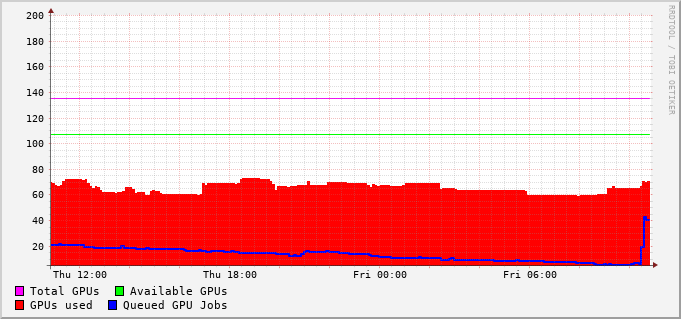 200
180
160
140
120
100
80
60
40
20
Thu 12:00 Thu 18:00 Fri 00:00 Fri 06:00
Total GPUs Available GPUs
GPUs used Queued GPU Jobs
RRDTOOL / TOBI OETIKER